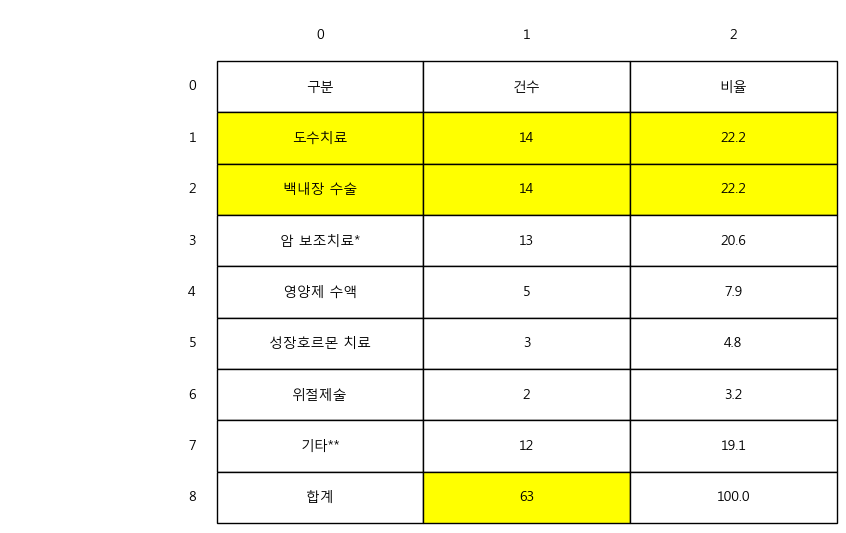 0 1 2
0 구분 건수 비율
1 도수치료 14 22.2
2 백내장 수술 14 22.2
3 암 보조치료* 13 20.6
4 영양제 수액 5 7.9
5 성장호르몬 치료 3 4.8
6 위절제술 2 3.2
7 기타** 12 19.1
8 합계 63 100.0